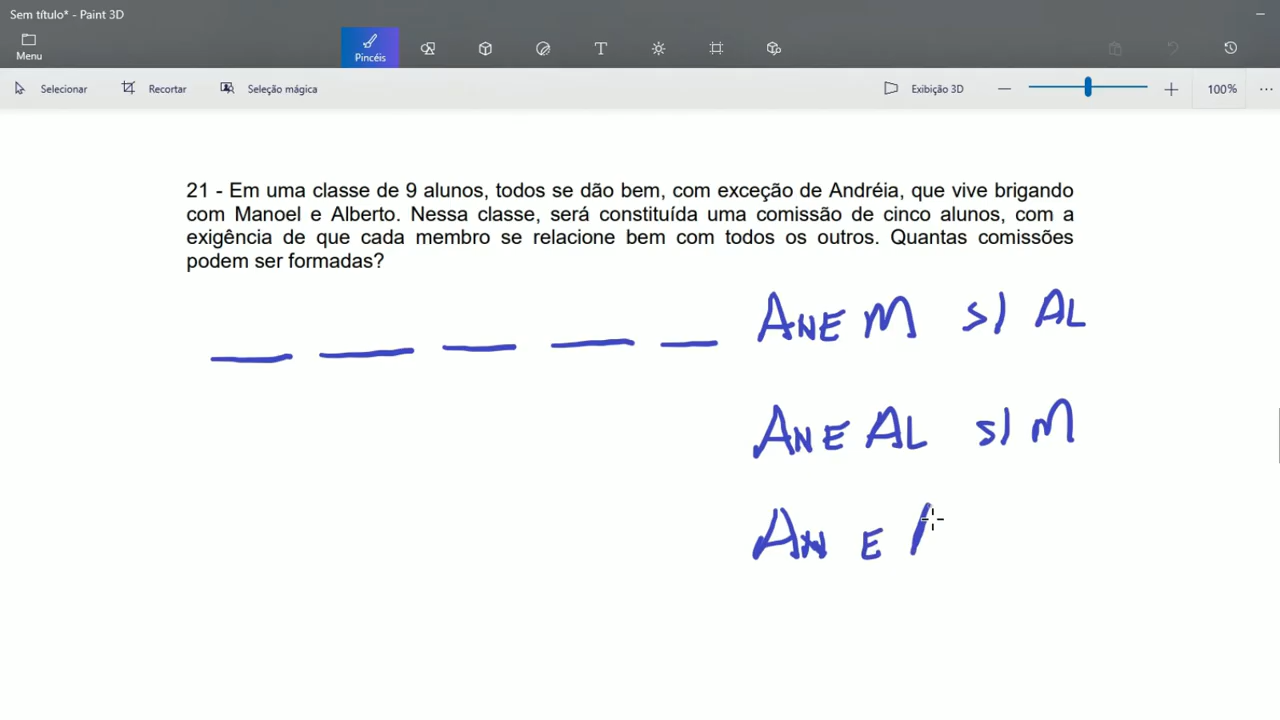 Sem título* - Paint 3D
Menu
Pincéis
T
Selecionar
Recortar
Seleção mágica
Exibição 3D
100%
21 - Em uma classe de 9 alunos, todos se dão bem, com exceção de Andréia, que vive brigando
com Manoel e Alberto. Nessa classe, será constituída uma comissão de cinco alunos, com a
exigência de que cada membro se relacione bem com todos os outros. Quantas comissões
podem ser formadas?
AN E M S/ AL
AN E AL S/ M
AN E